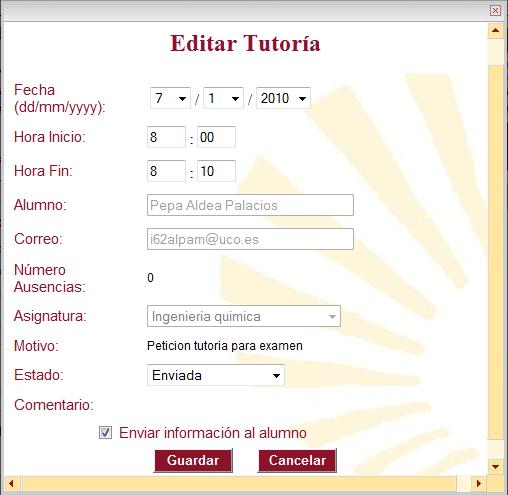 Editar Tutoría
Fecha
(dd/mm/yyyy): 7 / 1 / 2010
Hora Inicio: 8 : 00
Hora Fin: 8 : 10
Alumno: Pepa Aldea Palacios
Correo: i62alpam@uco.es
Número
Ausencias: 0
Asignatura: Ingenieria quimica
Motivo: Peticion tutoria para examen
Estado: Enviada
Comentario:
Enviar información al alumno
Guardar Cancelar